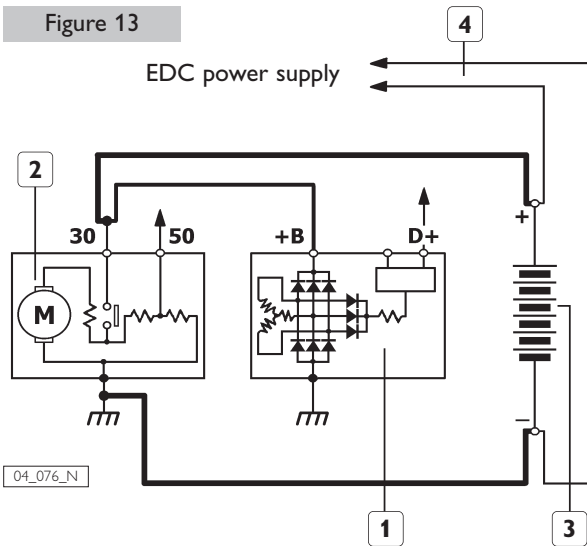 Figure 13
4
EDC power supply
2
30
50
+B
D+
+
M
−
04_076_N
1
3